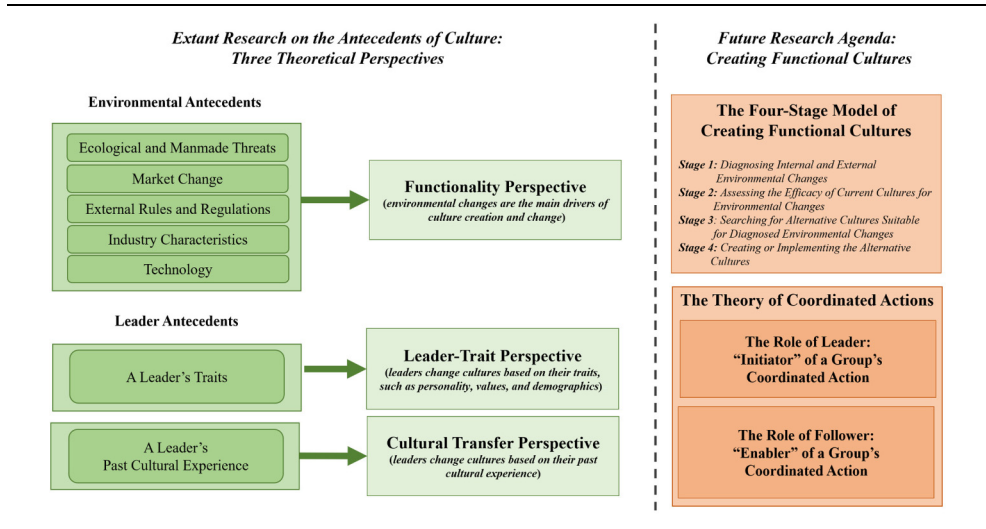 Extant Research on the Antecedents of Culture:
Three Theoretical Perspectives
Environmental Antecedents
Ecological and Manmade Threats
Market Change
External Rules and Regulations
Industry Characteristics
Technology
Functionality Perspective
(environmental changes are the main drivers of
culture creation and change)
Leader Antecedents
A Leader's Traits
Leader-Trait Perspective
(leaders change cultures based on their traits,
such as personality, values, and demographics)
A Leader's
Past Cultural Experience
Cultural Transfer Perspective
(leaders change cultures based on their past
cultural experience)
Future Research Agenda:
Creating Functional Cultures
The Four-Stage Model of
Creating Functional Cultures
Stage 1: Diagnosing Internal and External
Environmental Changes
Stage 2: Assessing the Efficacy of Current Cultures for
Environmental Changes
Stage 3: Searching for Alternative Cultures Suitable
for Diagnosed Environmental Changes
Stage 4: Creating or Implementing the Alternative
Cultures
The Theory of Coordinated Actions
The Role of Leader:
“Initiator” of a Group's
Coordinated Action
The Role of Follower:
“Enabler” of a Group's
Coordinated Action